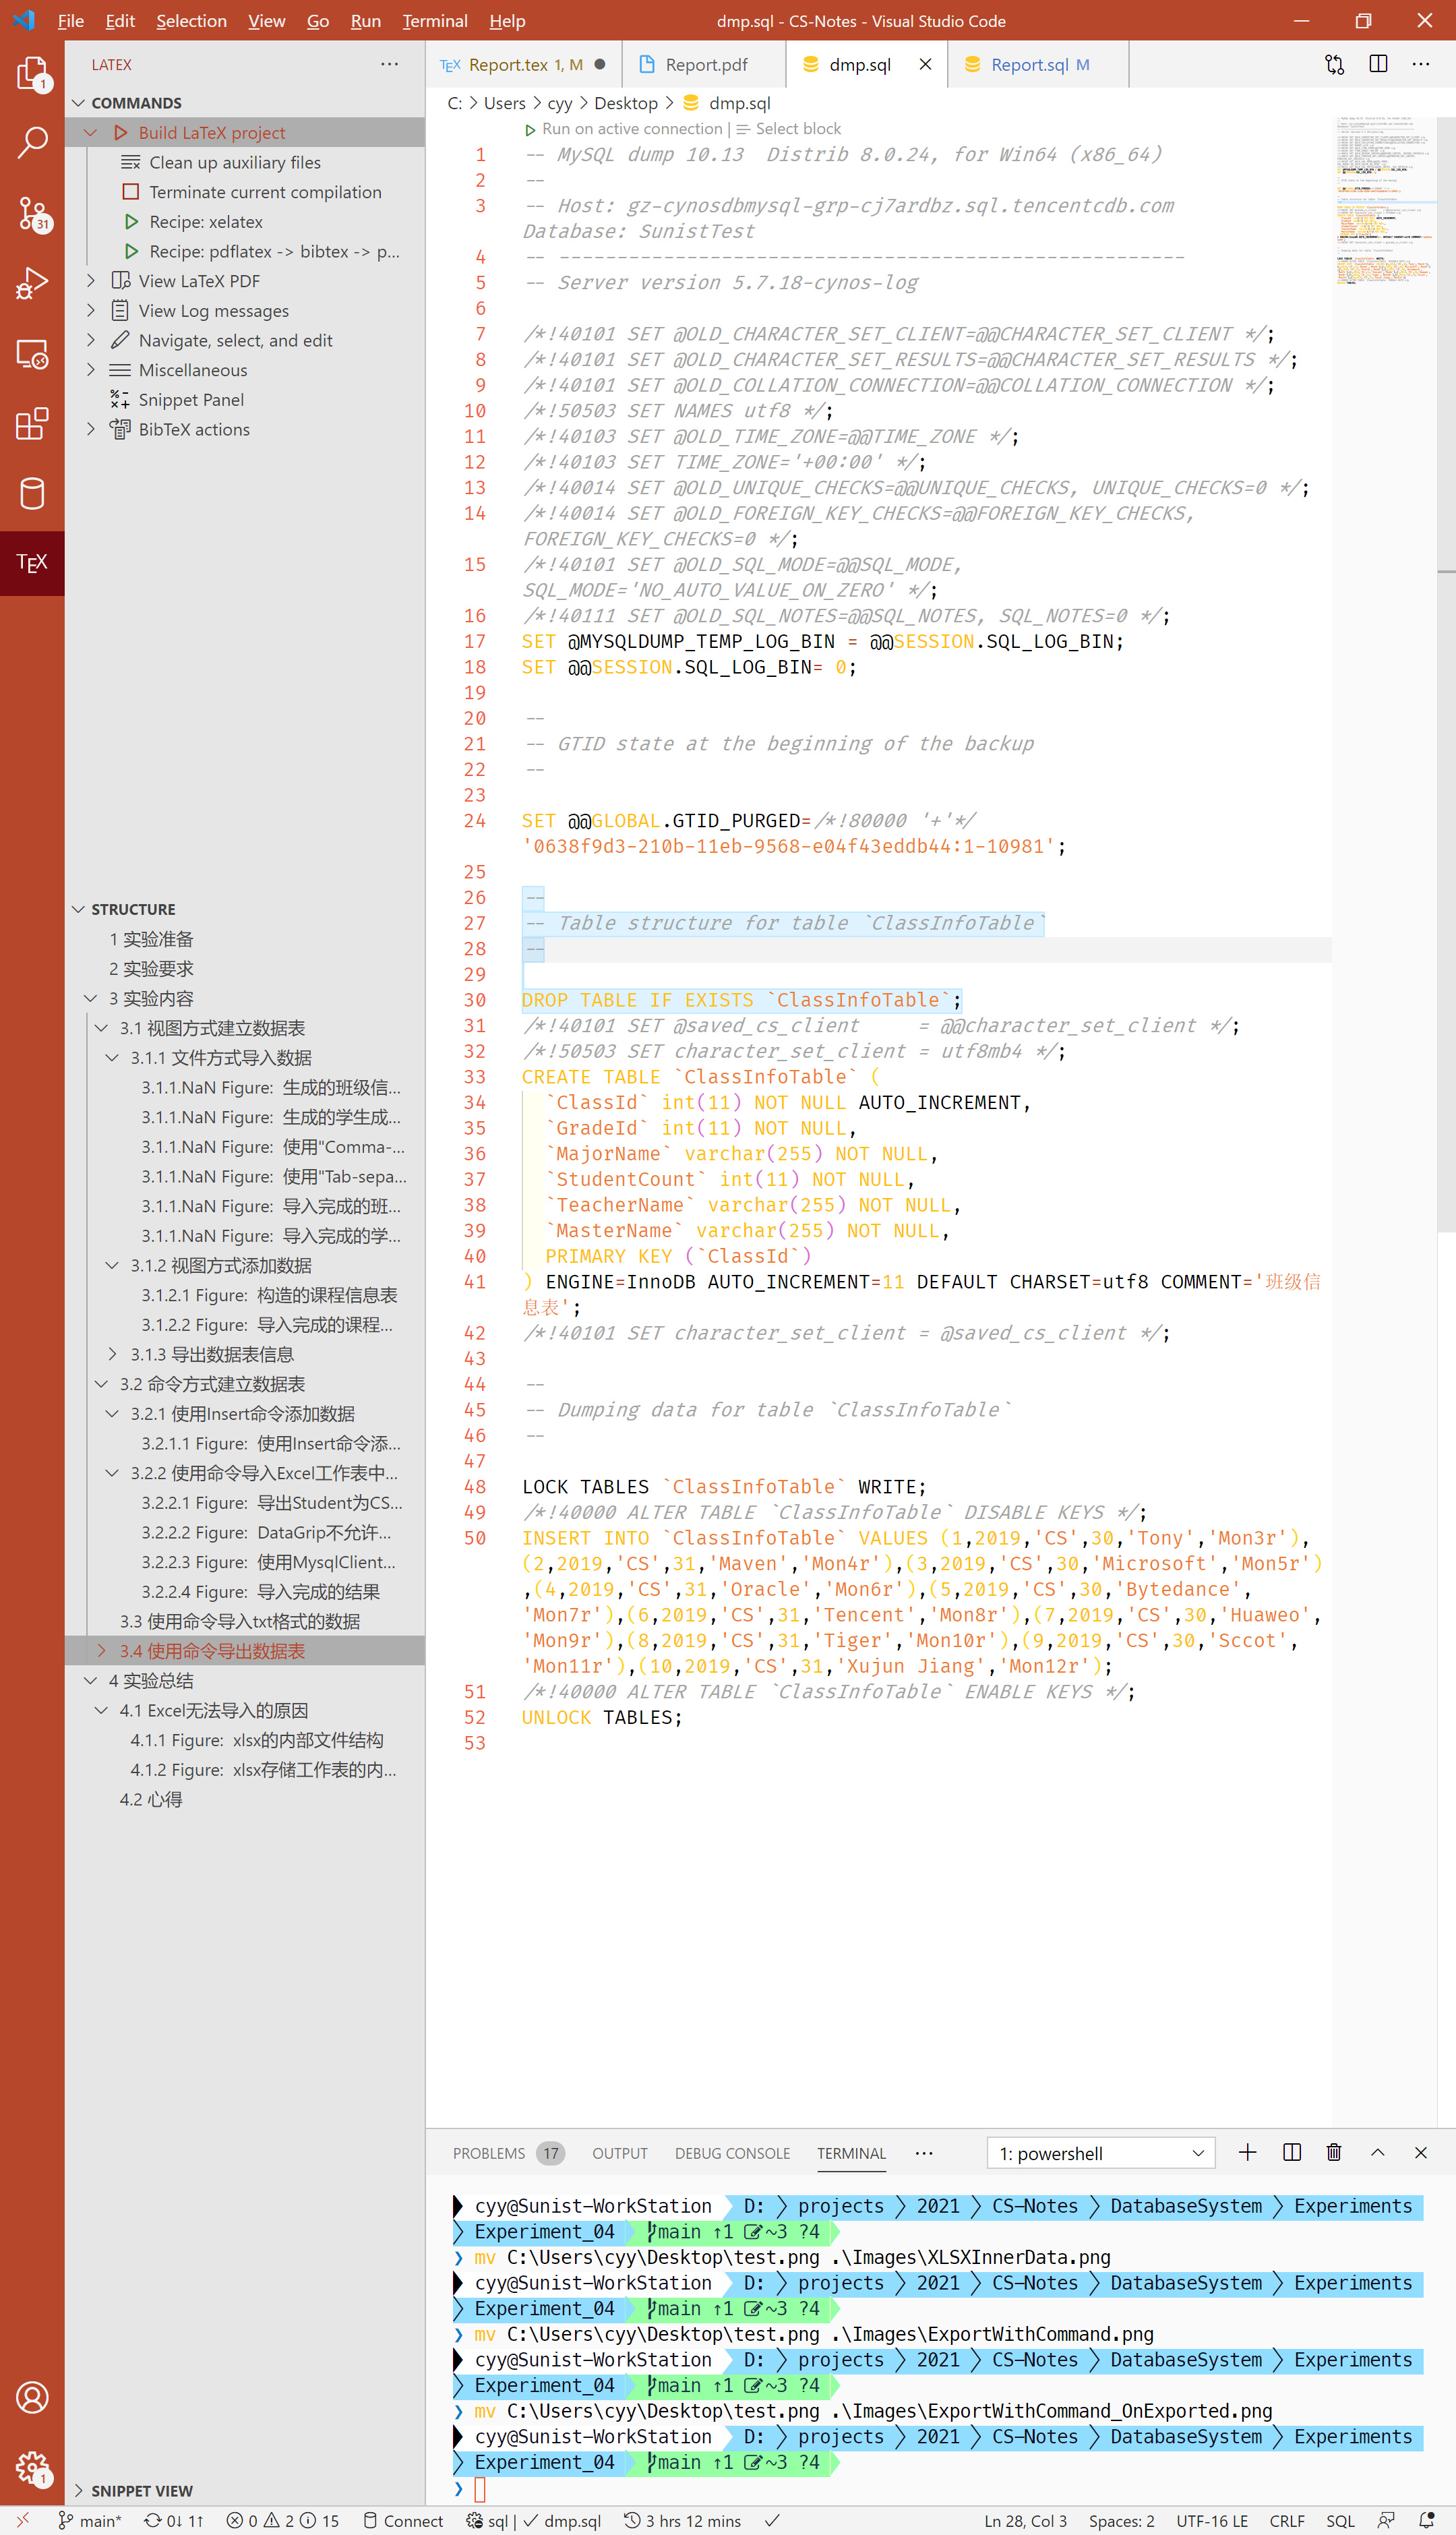 File Edit Selection View Go Run Terminal Help dmp.sql - CS-Notes - Visual Studio Code
LATEX
TEX Report.tex 1, M Report.pdf dmp.sql Report.sql M
C: > Users > cyy > Desktop > dmp.sql
COMMANDS
Build LaTeX project
Clean up auxiliary files
Terminate current compilation
Recipe: xelatex
Recipe: pdflatex -> bibtex -> p...
View LaTeX PDF
View Log messages
Navigate, select, and edit
Miscellaneous
Snippet Panel
BibTeX actions
1
31
TEX
STRUCTURE
1 实验准备
2 实验要求
3 实验内容
3.1 视图方式建立数据表
3.1.1 文件方式导入数据
3.1.1.NaN Figure: 生成的班级信...
3.1.1.NaN Figure: 生成的学生成...
3.1.1.NaN Figure: 使用"Comma-...
3.1.1.NaN Figure: 使用"Tab-sepa...
3.1.1.NaN Figure: 导入完成的班...
3.1.1.NaN Figure: 导入完成的学...
3.1.2 视图方式添加数据
3.1.2.1 Figure: 构造的课程信息表
3.1.2.2 Figure: 导入完成的课程...
3.1.3 导出数据表信息
3.2 命令方式建立数据表
3.2.1 使用Insert命令添加数据
3.2.1.1 Figure: 使用Insert命令添...
3.2.2 使用命令导入Excel工作表中...
3.2.2.1 Figure: 导出Student为CS...
3.2.2.2 Figure: DataGrip不允许...
3.2.2.3 Figure: 使用MysqlClient...
3.2.2.4 Figure: 导入完成的结果
3.3 使用命令导入txt格式的数据
3.4 使用命令导出数据表
4 实验总结
4.1 Excel无法导入的原因
4.1.1 Figure: xlsx的内部文件结构
4.1.2 Figure: xlsx存储工作表的内...
4.2 心得
SNIPPET VIEW
1
Run on active connection | Select block
1 -- MySQL dump 10.13  Distrib 8.0.24, for Win64 (x86_64)
2 --
3 -- Host: gz-cynosdbmysql-grp-cj7ardbz.sql.tencentcdb.com
Database: SunistTest
4 -- ------------------------------------------------------
5 -- Server version 5.7.18-cynos-log
6
7 /*!40101 SET @OLD_CHARACTER_SET_CLIENT=@@CHARACTER_SET_CLIENT */;
8 /*!40101 SET @OLD_CHARACTER_SET_RESULTS=@@CHARACTER_SET_RESULTS */;
9 /*!40101 SET @OLD_COLLATION_CONNECTION=@@COLLATION_CONNECTION */;
10 /*!50503 SET NAMES utf8 */;
11 /*!40103 SET @OLD_TIME_ZONE=@@TIME_ZONE */;
12 /*!40103 SET TIME_ZONE='+00:00' */;
13 /*!40014 SET @OLD_UNIQUE_CHECKS=@@UNIQUE_CHECKS, UNIQUE_CHECKS=0 */;
14 /*!40014 SET @OLD_FOREIGN_KEY_CHECKS=@@FOREIGN_KEY_CHECKS,
FOREIGN_KEY_CHECKS=0 */;
15 /*!40101 SET @OLD_SQL_MODE=@@SQL_MODE,
SQL_MODE='NO_AUTO_VALUE_ON_ZERO' */;
16 /*!40111 SET @OLD_SQL_NOTES=@@SQL_NOTES, SQL_NOTES=0 */;
17 SET @MYSQLDUMP_TEMP_LOG_BIN = @@SESSION.SQL_LOG_BIN;
18 SET @@SESSION.SQL_LOG_BIN= 0;
19
20 --
21 -- GTID state at the beginning of the backup
22 --
23
24 SET @@GLOBAL.GTID_PURGED=/*!80000 '+'*/
'0638f9d3-210b-11eb-9568-e04f43eddb44:1-10981';
25
26 --
27 -- Table structure for table `ClassInfoTable`
28 --
29
30 DROP TABLE IF EXISTS `ClassInfoTable`;
31 /*!40101 SET @saved_cs_client     = @@character_set_client */;
32 /*!50503 SET character_set_client = utf8mb4 */;
33 CREATE TABLE `ClassInfoTable` (
34 `ClassId` int(11) NOT NULL AUTO_INCREMENT,
35 `GradeId` int(11) NOT NULL,
36 `MajorName` varchar(255) NOT NULL,
37 `StudentCount` int(11) NOT NULL,
38 `TeacherName` varchar(255) NOT NULL,
39 `MasterName` varchar(255) NOT NULL,
40 PRIMARY KEY (`ClassId`)
41 ) ENGINE=InnoDB AUTO_INCREMENT=11 DEFAULT CHARSET=utf8 COMMENT='班级信
息表';
42 /*!40101 SET character_set_client = @saved_cs_client */;
43
44 --
45 -- Dumping data for table `ClassInfoTable`
46 --
47
48 LOCK TABLES `ClassInfoTable` WRITE;
49 /*!40000 ALTER TABLE `ClassInfoTable` DISABLE KEYS */;
50 INSERT INTO `ClassInfoTable` VALUES (1,2019,'CS',30,'Tony','Mon3r'),
(2,2019,'CS',31,'Maven','Mon4r'),(3,2019,'CS',30,'Microsoft','Mon5r')
,(4,2019,'CS',31,'Oracle','Mon6r'),(5,2019,'CS',30,'Bytedance',
'Mon7r'),(6,2019,'CS',31,'Tencent','Mon8r'),(7,2019,'CS',30,'Huaweo',
'Mon9r'),(8,2019,'CS',31,'Tiger','Mon10r'),(9,2019,'CS',30,'Sccot',
'Mon11r'),(10,2019,'CS',31,'Xujun Jiang','Mon12r');
51 /*!40000 ALTER TABLE `ClassInfoTable` ENABLE KEYS */;
52 UNLOCK TABLES;
53
PROBLEMS 17 OUTPUT DEBUG CONSOLE TERMINAL ... 1: powershell
cyy@Sunist-WorkStation D: > projects > 2021 > CS-Notes > DatabaseSystem > Experiments
> Experiment_04 main ↑1 ~3 ?4
> mv C:\Users\cyy\Desktop\test.png .\Images\XLSXInnerData.png
cyy@Sunist-WorkStation D: > projects > 2021 > CS-Notes > DatabaseSystem > Experiments
> Experiment_04 main ↑1 ~3 ?4
> mv C:\Users\cyy\Desktop\test.png .\Images\ExportWithCommand.png
cyy@Sunist-WorkStation D: > projects > 2021 > CS-Notes > DatabaseSystem > Experiments
> Experiment_04 main ↑1 ~3 ?4
> mv C:\Users\cyy\Desktop\test.png .\Images\ExportWithCommand_OnExported.png
cyy@Sunist-WorkStation D: > projects > 2021 > CS-Notes > DatabaseSystem > Experiments
> Experiment_04 main ↑1 ~3 ?4
>
main* 0↓ 1↑ 0 2 15 Connect sql | dmp.sql 3 hrs 12 mins Ln 28, Col 3 Spaces: 2 UTF-16 LE CRLF SQL